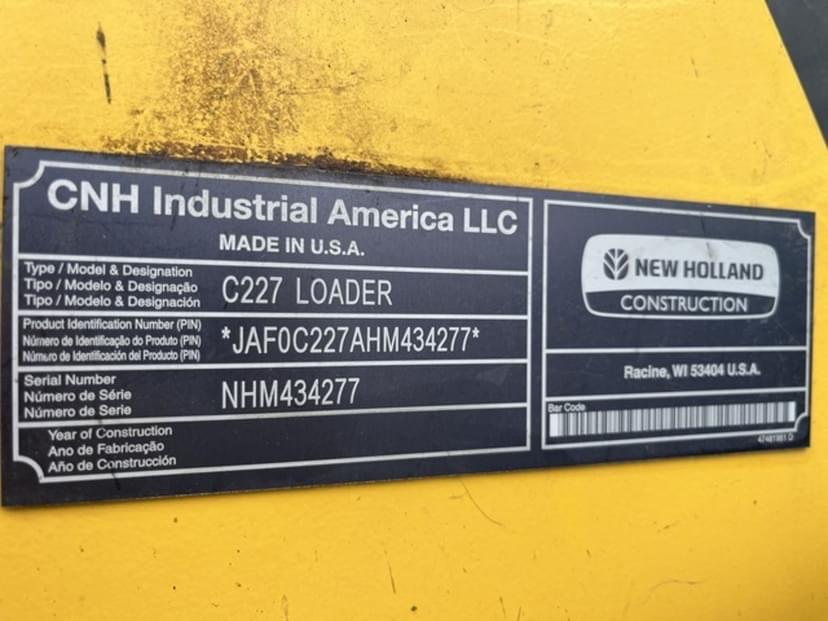 CNH Industrial America LLC
MADE IN U.S.A.
Type / Model & Designation
Tipo / Modelo & Designação
Tipo / Modelo & Designación
C227 LOADER
Product Identification Number (PIN)
Número de Identificação do Produto (PIN)
Número de Identificación del Producto (PIN)
*JAF0C227AHM434277*
Serial Number
Número de Série
Número de Serie
NHM434277
Year of Construction
Ano de Fabricação
Año de Construcción
NEW HOLLAND
CONSTRUCTION
Racine, WI 53404 U.S.A.
Bar Code